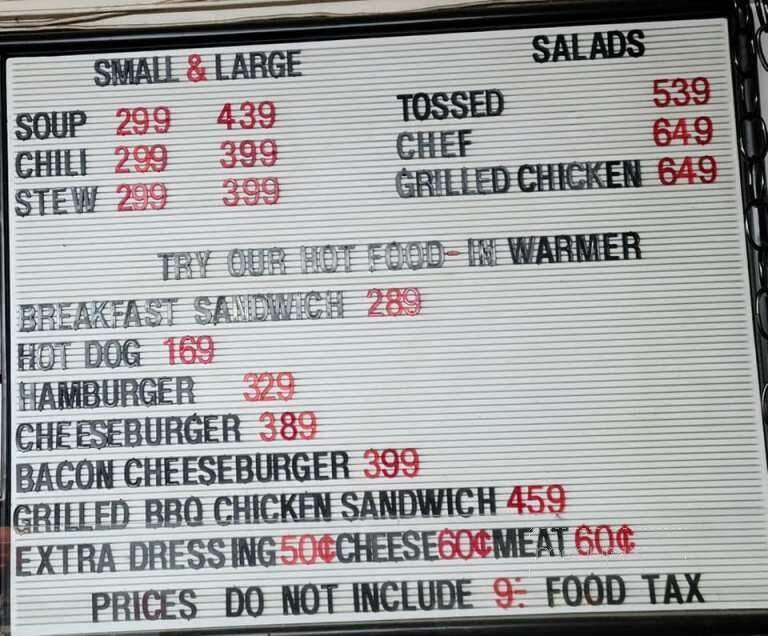 SMALL & LARGE
SOUP 299 439
CHILI 299 399
STEW 299 399
SALADS
TOSSED 539
CHEF 649
GRILLED CHICKEN 649
TRY OUR HOT FOOD- IN WARMER
BREAKFAST SANDWICH 289
HOT DOG 169
HAMBURGER 329
CHEESEBURGER 389
BACON CHEESEBURGER 399
GRILLED BBQ CHICKEN SANDWICH 459
EXTRA DRESSING 50¢ CHEESE 60¢ MEAT 60¢
PRICES DO NOT INCLUDE 9- FOOD TAX